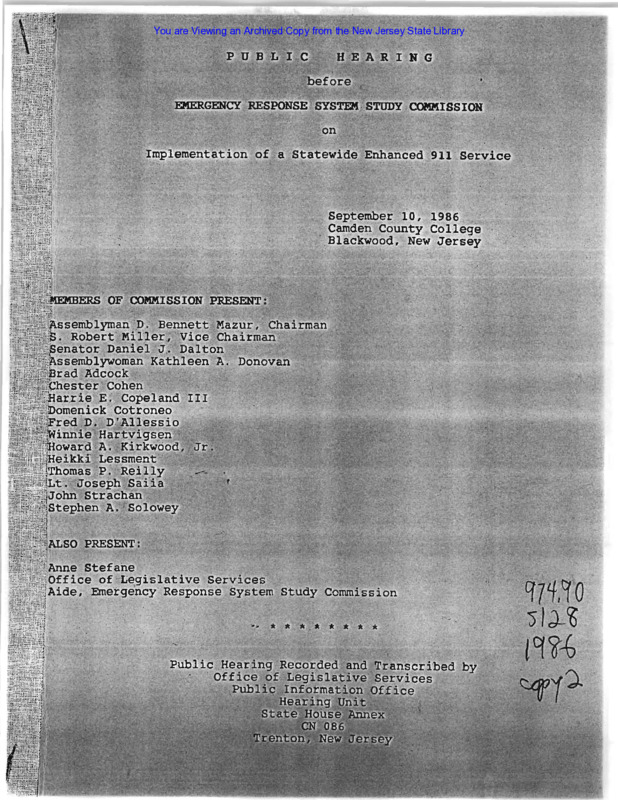 You are Viewing an Archived Copy from the New Jersey State Library
PUBLIC HEARING
before
EMERGENCY RESPONSE SYSTEM STUDY COMMISSION
on
Implementation of a Statewide Enhanced 911 Service
September 10, 1986
Camden County College
Blackwood, New Jersey
MEMBERS OF COMMISSION PRESENT:
Assemblyman D. Bennett Mazur, Chairman
S. Robert Miller, Vice Chairman
Senator Daniel J. Dalton
Assemblywoman Kathleen A. Donovan
Brad Adcock
Chester Cohen
Harrie E. Copeland III
Domenick Cotroneo
Fred D. D'Allessio
Winnie Hartvigsen
Howard A. Kirkwood, Jr.
Heikki Lessment
Thomas P. Reilly
Lt. Joseph Saiia
John Strachan
Stephen A. Solowey
ALSO PRESENT:
Anne Stefane
Office of Legislative Services
Aide, Emergency Response System Study Commission
* * * * * * * *
Public Hearing Recorded and Transcribed by
Office of Legislative Services
Public Information Office
Hearing Unit
State House Annex
CN 086
Trenton, New Jersey
974.90
S128
1986
copy 2